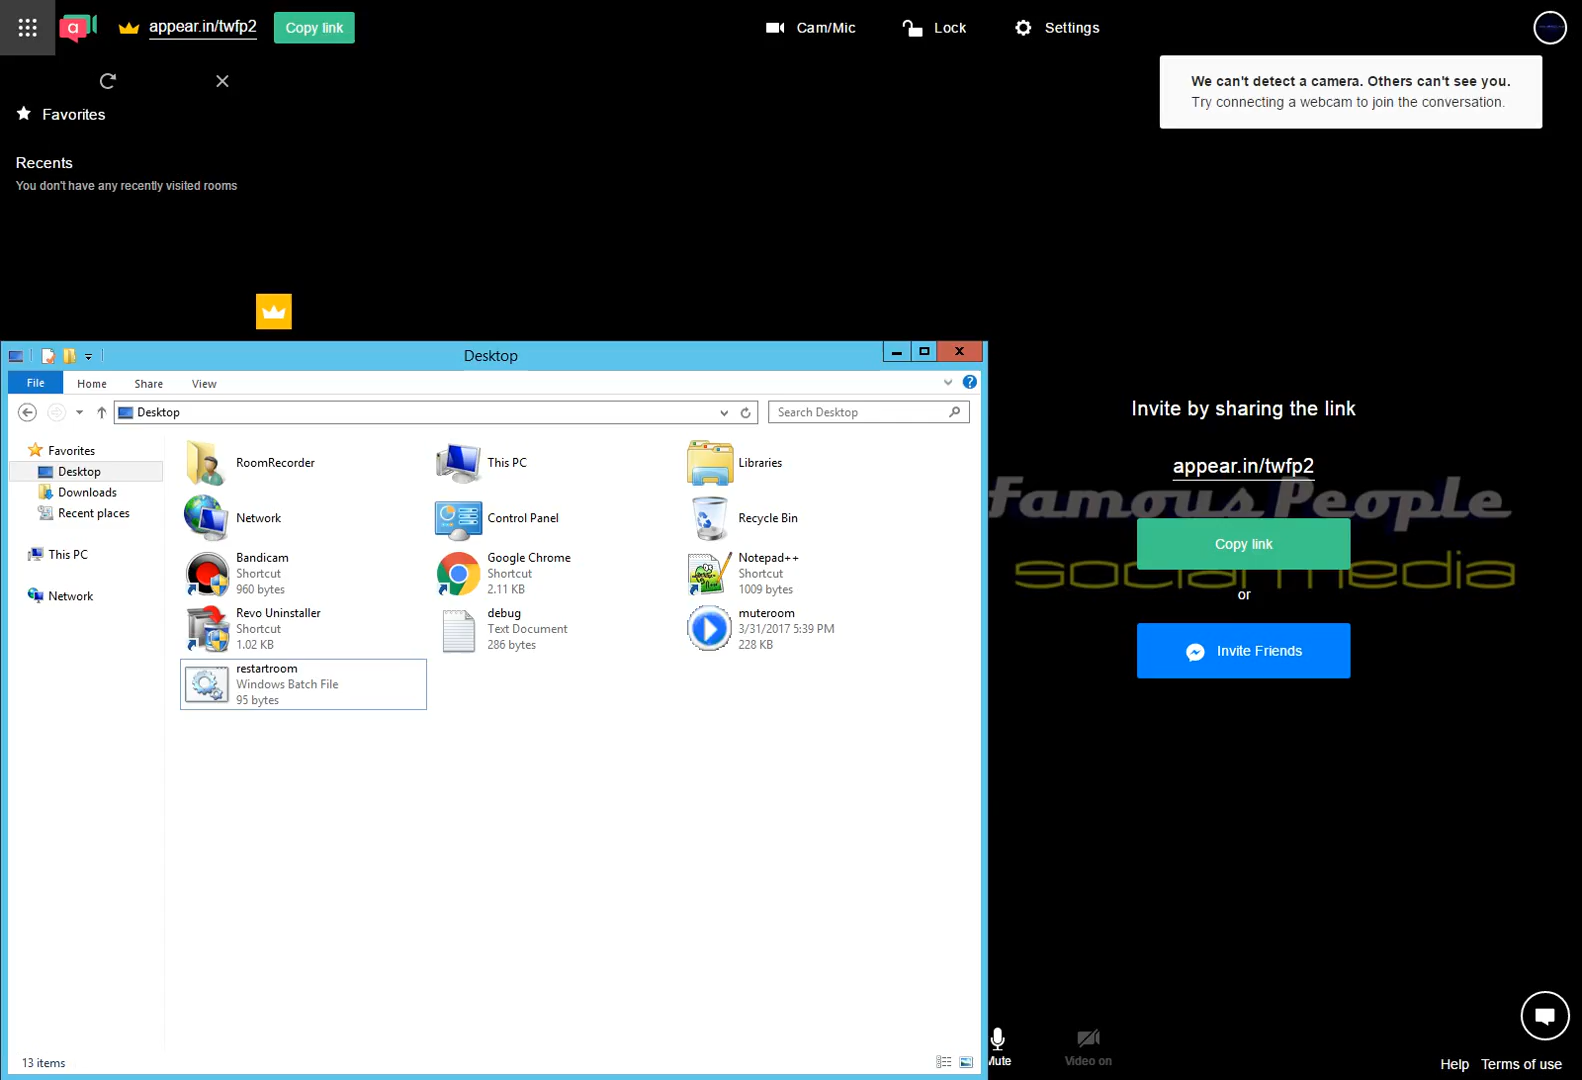 appear.in/twfp2
Copy link
Cam/Mic
Lock
Settings
We can't detect a camera. Others can't see you.
Try connecting a webcam to join the conversation.
Favorites
Recents
You don't have any recently visited rooms
Desktop
File
Home
Share
View
Desktop
Search Desktop
Favorites
Desktop
Downloads
Recent places
This PC
Network
RoomRecorder
This PC
Libraries
Network
Control Panel
Recycle Bin
Bandicam
Shortcut
960 bytes
Google Chrome
Shortcut
2.11 KB
Notepad++
Shortcut
1009 bytes
Revo Uninstaller
Shortcut
1.02 KB
debug
Text Document
286 bytes
muteroom
3/31/2017 5:39 PM
228 KB
restartroom
Windows Batch File
95 bytes
13 items
Invite by sharing the link
appear.in/twfp2
Famous People
Copy link
social media
or
Invite Friends
Mute
Video on
Help
Terms of use